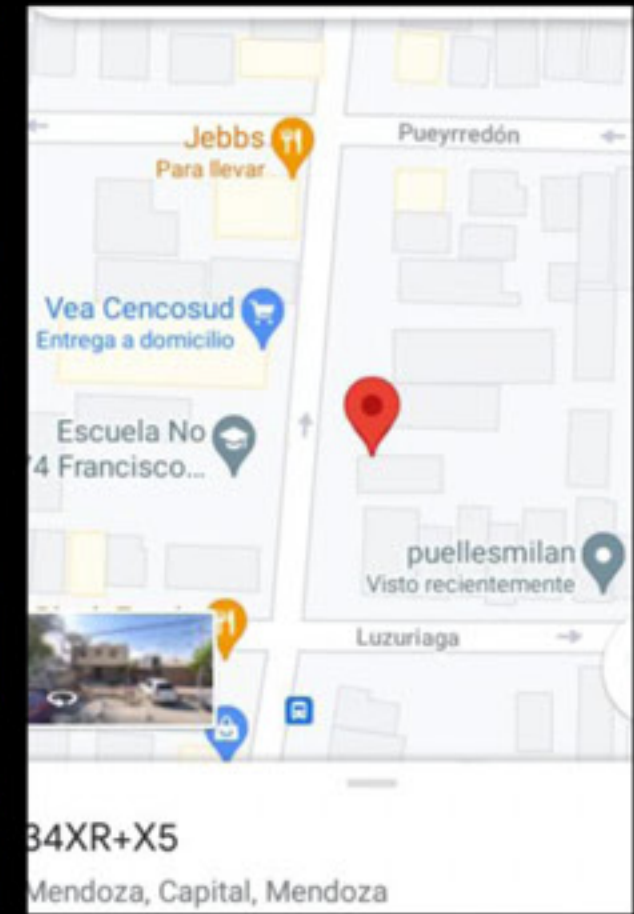 Jebbs
Para llevar
Pueyrredón
Vea Cencosud
Entrega a domicilio
Escuela No
4 Francisco...
puellesmilan
Visto recientemente
Luzuriaga
34XR+X5
Mendoza, Capital, Mendoza